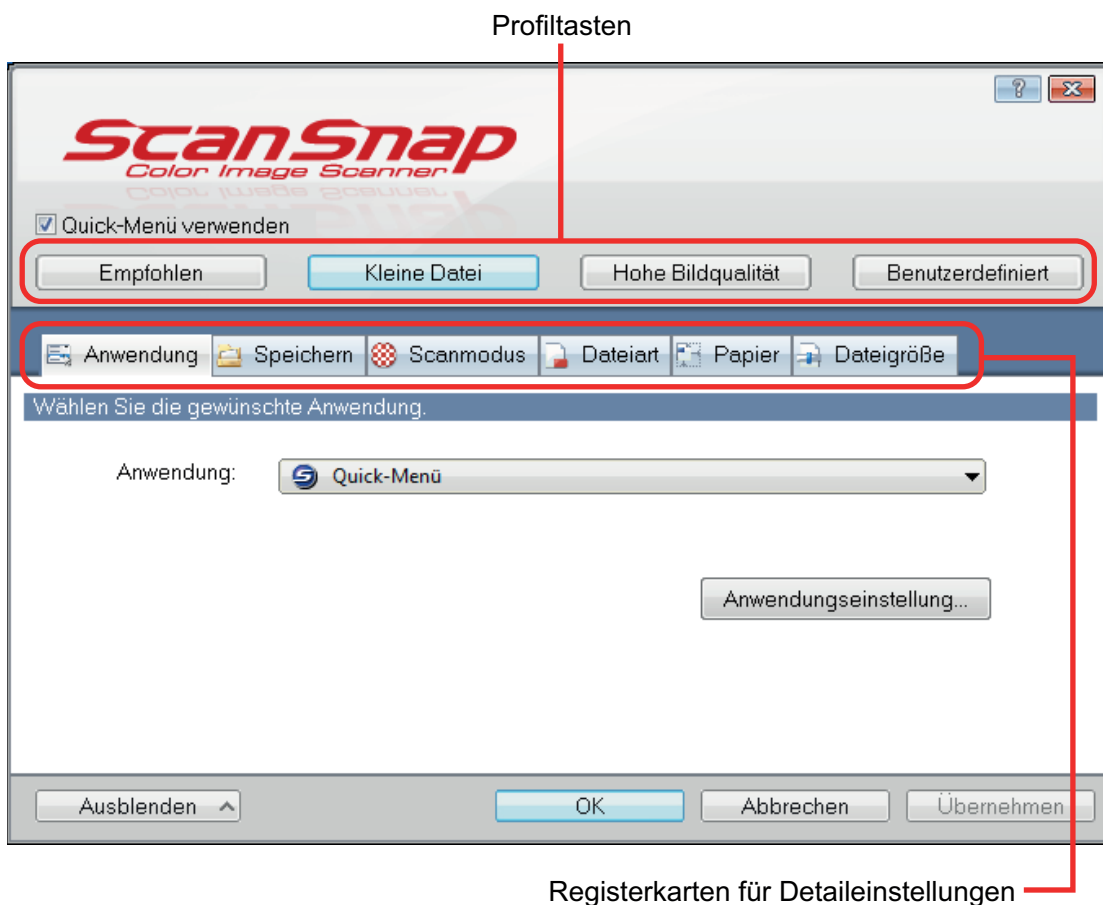 Profiltasten
ScanSnap
Color Image Scanner
Quick-Menü verwenden
Empfohlen Kleine Datei Hohe Bildqualität Benutzerdefiniert
Anwendung Speichern Scanmodus Dateiart Papier Dateigröße
Wählen Sie die gewünschte Anwendung.
Anwendung: Quick-Menü
Anwendungseinstellung...
Ausblenden OK Abbrechen Übernehmen
Registerkarten für Detaileinstellungen